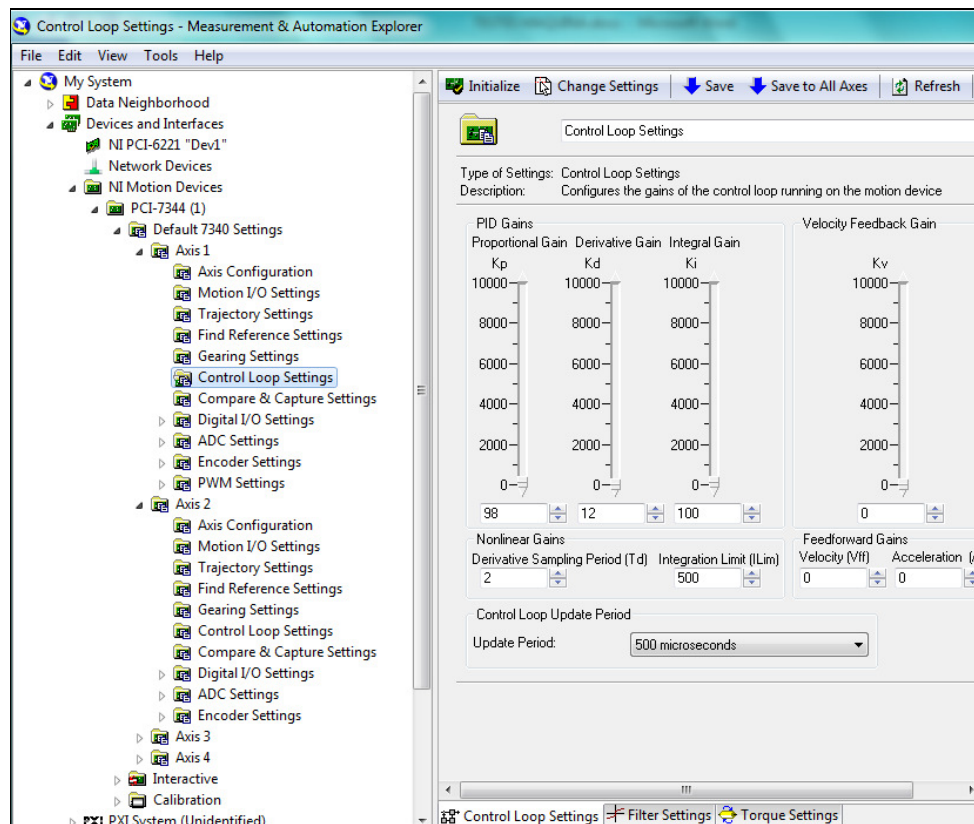 Control Loop Settings - Measurement & Automation Explorer
File Edit View Tools Help
My System
Data Neighborhood
Devices and Interfaces
NI PCI-6221 "Dev1"
Network Devices
NI Motion Devices
PCI-7344 (1)
Default 7340 Settings
Axis 1
Axis Configuration
Motion I/O Settings
Trajectory Settings
Find Reference Settings
Gearing Settings
Control Loop Settings
Compare & Capture Settings
Digital I/O Settings
ADC Settings
Encoder Settings
PWM Settings
Axis 2
Axis Configuration
Motion I/O Settings
Trajectory Settings
Find Reference Settings
Gearing Settings
Control Loop Settings
Compare & Capture Settings
Digital I/O Settings
ADC Settings
Encoder Settings
Axis 3
Axis 4
Interactive
Calibration
PXI System (Unidentified)
Initialize Change Settings Save Save to All Axes Refresh
Control Loop Settings
Type of Settings: Control Loop Settings
Description: Configures the gains of the control loop running on the motion device
PID Gains Velocity Feedback Gain
Proportional Gain Derivative Gain Integral Gain
Kp Kd Ki Kv
10000 10000 10000 10000
8000 8000 8000 8000
6000 6000 6000 6000
4000 4000 4000 4000
2000 2000 2000 2000
0 0 0 0
98 12 100 0
Nonlinear Gains Feedforward Gains
Derivative Sampling Period (Td) Integration Limit (ILim) Velocity (Vff) Acceleration (
2 500 0 0
Control Loop Update Period
Update Period: 500 microseconds
Control Loop Settings Filter Settings Torque Settings